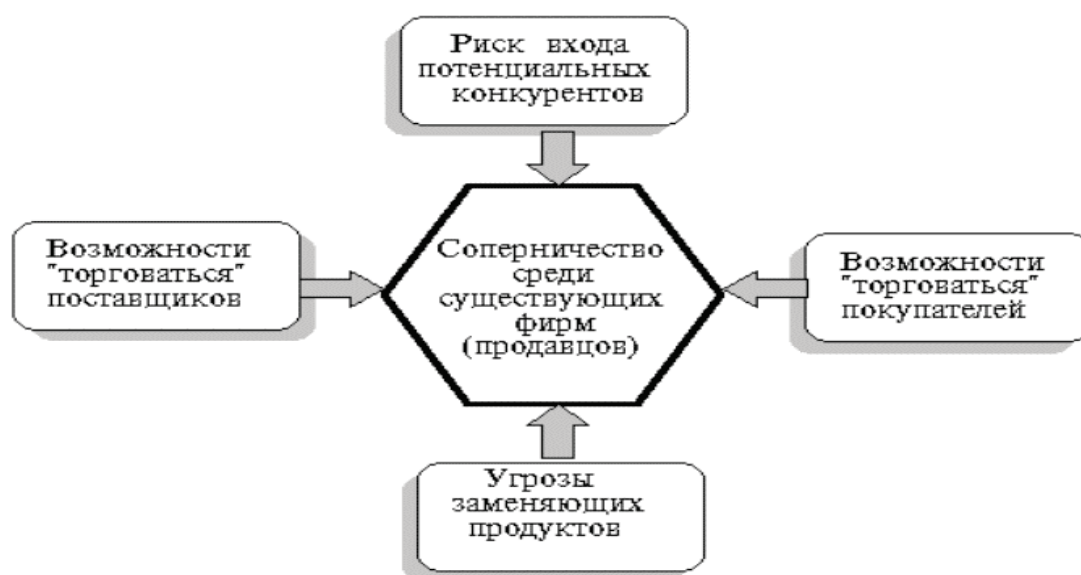 Риск входа
потенциальных
конкурентов
Возможности
"торговаться"
поставщиков
Соперничество
среди
существующих
фирм
(продавцов)
Возможности
"торговаться"
покупателей
Угрозы
заменяющих
продуктов